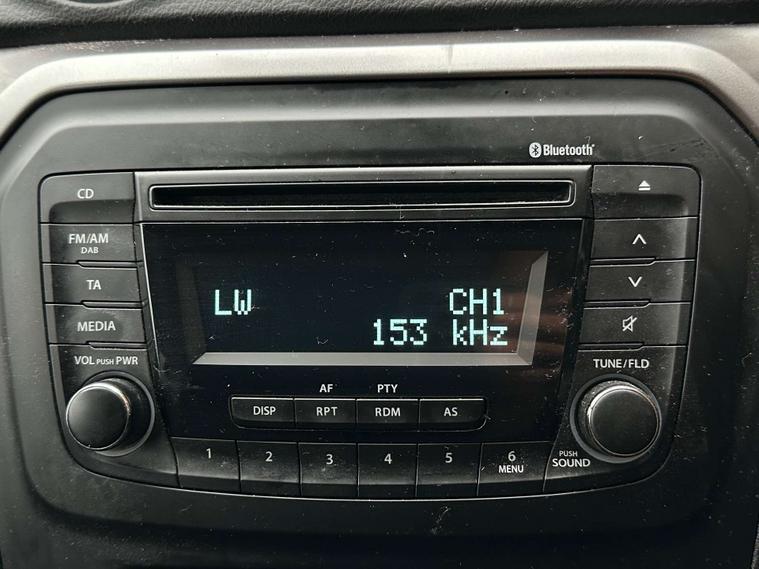 Bluetooth
CD
FM/AM
DAB
TA
MEDIA
VOL PUSH PWR
LW CH1
153 kHz
TUNE/FLD
AF PTY
DISP RPT RDM AS
1 2 3 4 5 6
MENU
PUSH
SOUND